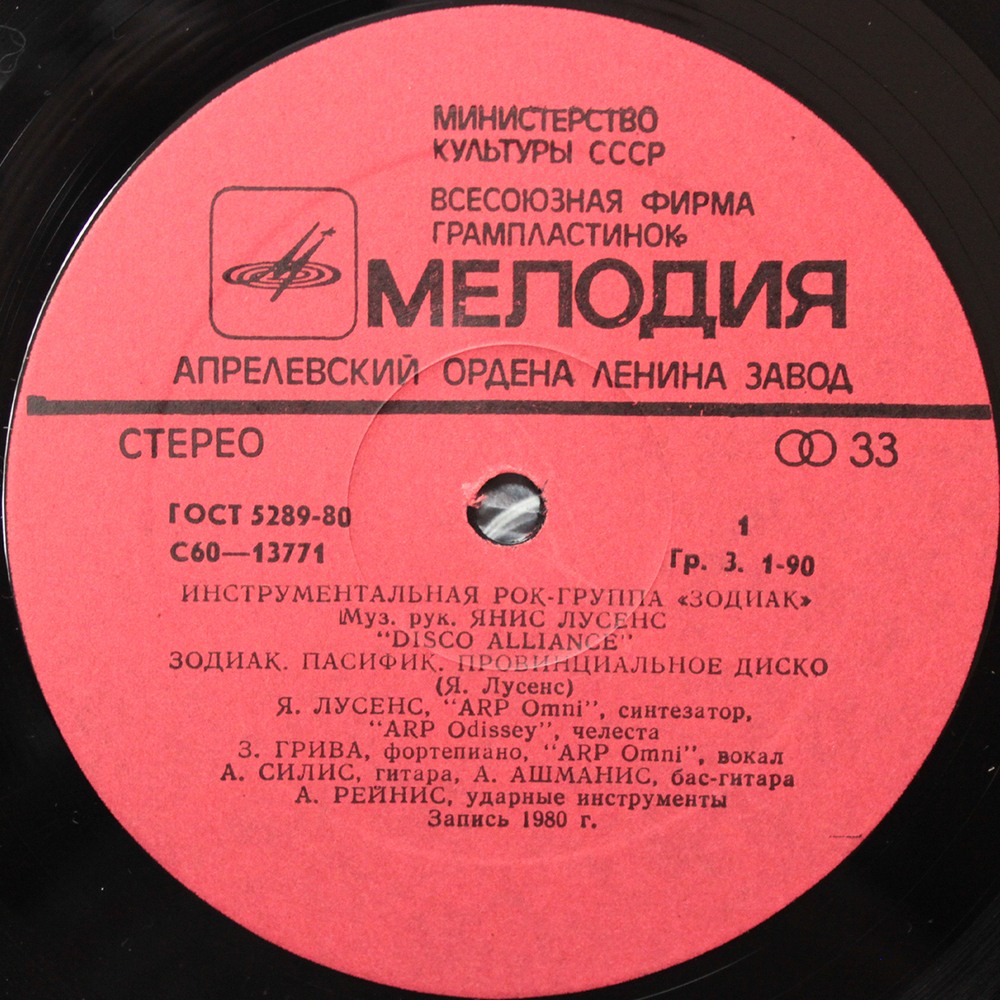 МИНИСТЕРСТВО
КУЛЬТУРЫ СССР
ВСЕСОЮЗНАЯ ФИРМА
ГРАМПЛАСТИНОК
МЕЛОДИЯ
АПРЕЛЕВСКИЙ ОРДЕНА ЛЕНИНА ЗАВОД
СТЕРЕО 33
ГОСТ 5289-80 1
С60—13771 Гр. 3. 1-90
ИНСТРУМЕНТАЛЬНАЯ РОК-ГРУППА «ЗОДИАК»
Муз. рук. ЯНИС ЛУСЕНС
"DISCO ALLIANCE"
ЗОДИАК. ПАСИФИК. ПРОВИНЦИАЛЬНОЕ ДИСКО
(Я. Лусенс)
Я. ЛУСЕНС, "ARP Omni", синтезатор,
"ARP Odissey", челеста
З. ГРИВА, фортепиано, "ARP Omni", вокал
А. СИЛИС, гитара, А. АШМАНИС, бас-гитара
А. РЕЙНИС, ударные инструменты
Запись 1980 г.